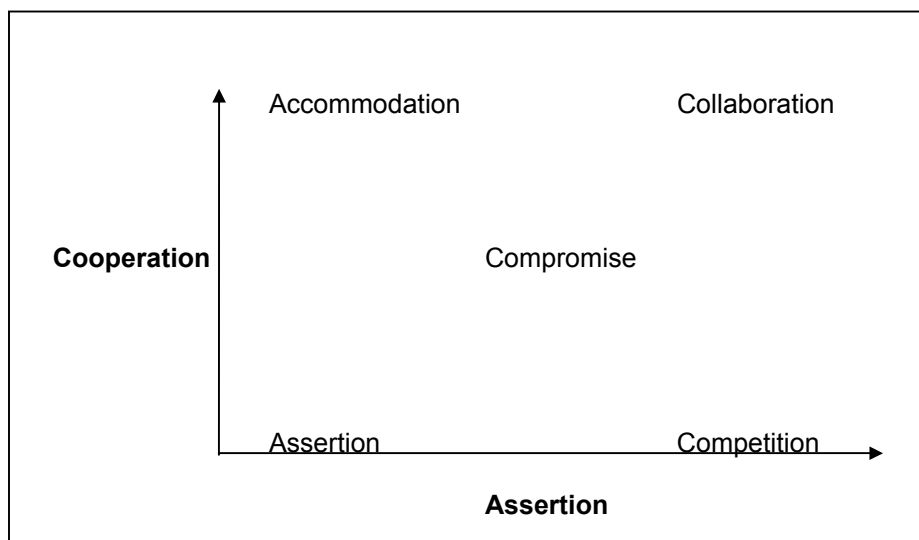 Accommodation Collaboration
Cooperation Compromise
Assertion Competition
Assertion